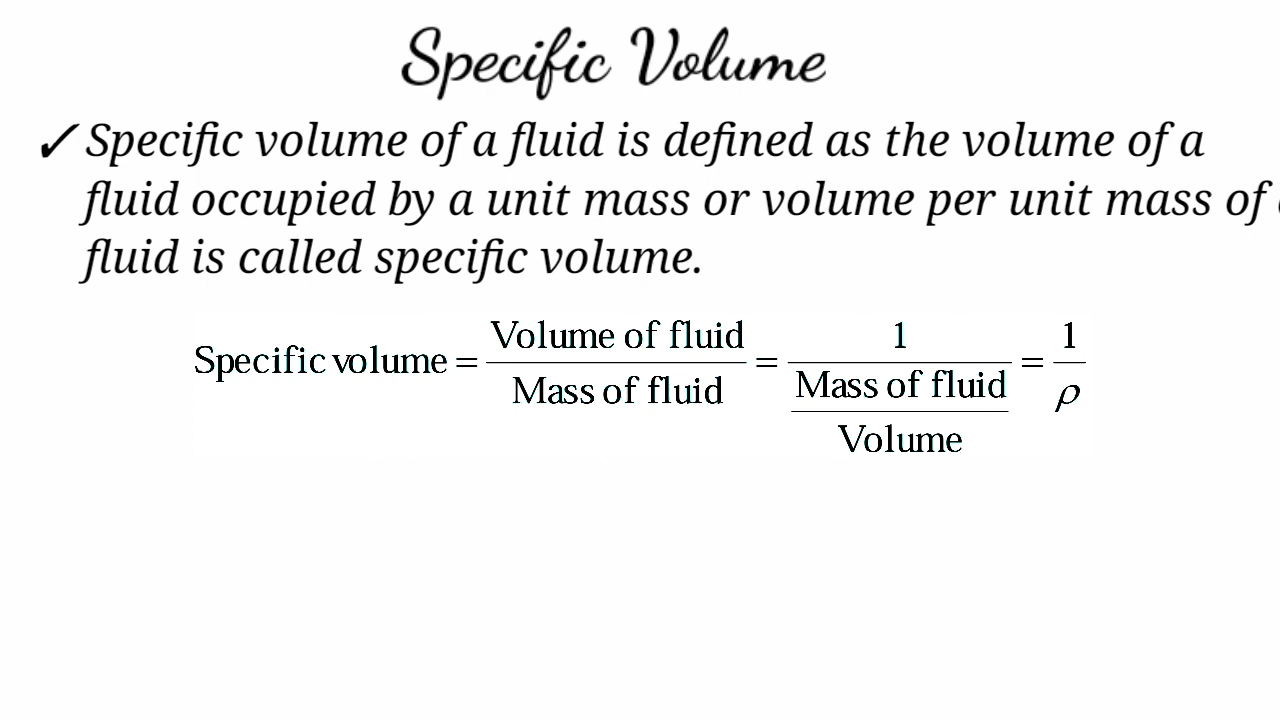 Specific Volume
✓ Specific volume of a fluid is defined as the volume of a
fluid occupied by a unit mass or volume per unit mass of
fluid is called specific volume.
Specific volume = Volume of fluid / Mass of fluid = 1 / (Mass of fluid / Volume) = 1 / ρ